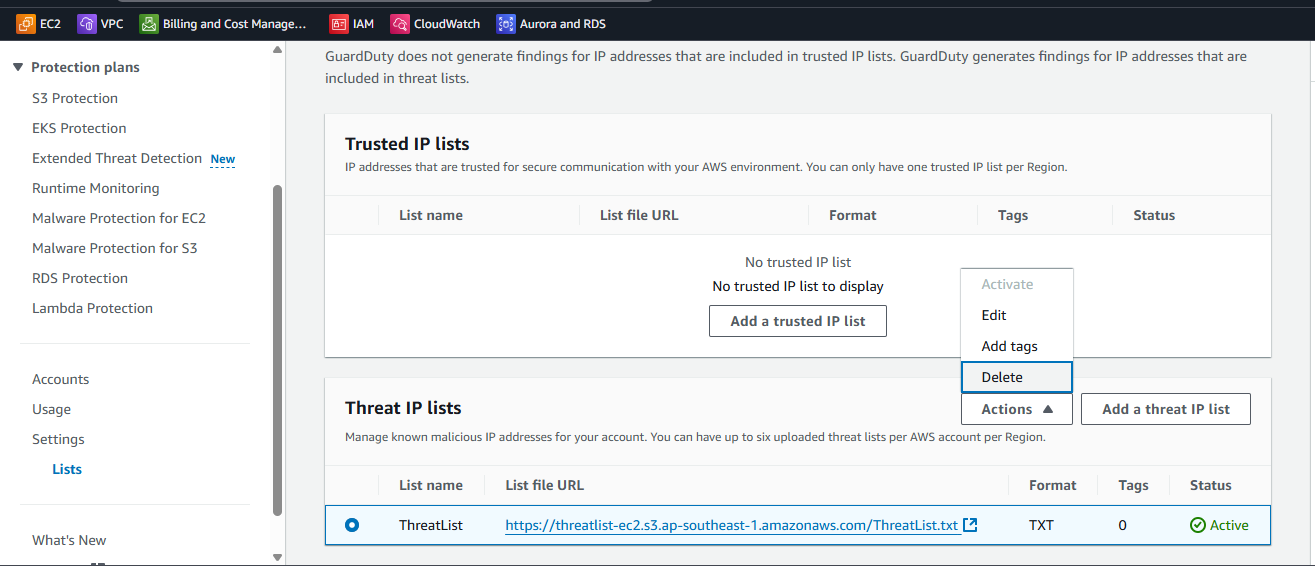 EC2 VPC Billing and Cost Manage... IAM CloudWatch Aurora and RDS
Protection plans
S3 Protection
EKS Protection
Extended Threat Detection New
Runtime Monitoring
Malware Protection for EC2
Malware Protection for S3
RDS Protection
Lambda Protection
Accounts
Usage
Settings
Lists
What's New
GuardDuty does not generate findings for IP addresses that are included in trusted IP lists. GuardDuty generates findings for IP addresses that are
included in threat lists.
Trusted IP lists
IP addresses that are trusted for secure communication with your AWS environment. You can only have one trusted IP list per Region.
List name List file URL Format Tags Status
No trusted IP list
No trusted IP list to display
Add a trusted IP list
Activate
Edit
Add tags
Delete
Threat IP lists
Actions Add a threat IP list
Manage known malicious IP addresses for your account. You can have up to six uploaded threat lists per AWS account per Region.
List name List file URL Format Tags Status
ThreatList https://threatlist-ec2.s3.ap-southeast-1.amazonaws.com/ThreatList.txt TXT 0 Active